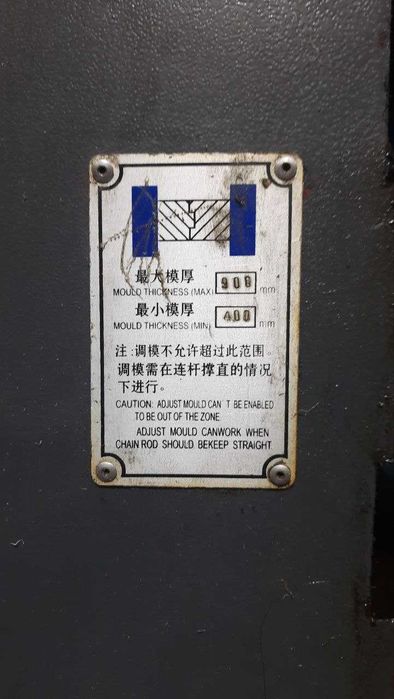 最大模厚 900
MOULD THICKNESS (MAX) mm
最小模厚 400
MOULD THICKNESS (MIN) mm
注:调模不允许超过此范围。
调模需在连杆撑直的情况
下进行。
CAUTION: ADJUST MOULD CAN T BE ENABLED
TO BE OUT OF THE ZONE
ADJUST MOULD CANWORK WHEN
CHAIN ROD SHOULD BEKEEP STRAIGHT